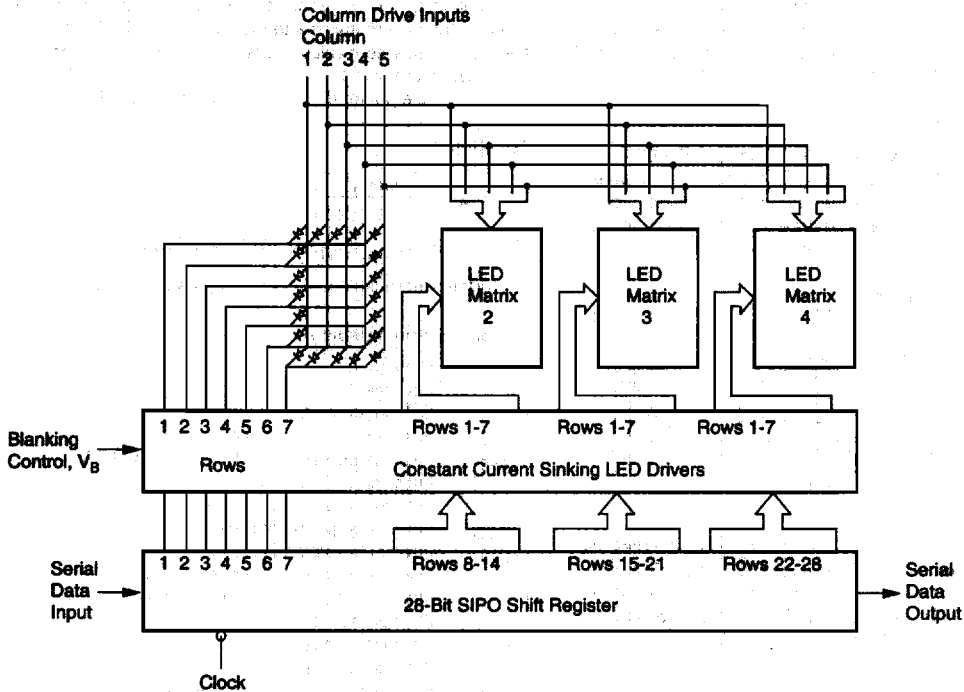 Column Drive Inputs
Column
1 2 3 4 5
LED
Matrix
2
LED
Matrix
3
LED
Matrix
4
1 2 3 4 5 6 7
Rows 1-7
Rows 1-7
Rows 1-7
Blanking
Control, VB
Rows
Constant Current Sinking LED Drivers
1 2 3 4 5 6 7
Rows 8-14
Rows 15-21
Rows 22-28
Serial
Data
Input
28-Bit SIPO Shift Register
Serial
Data
Output
Clock